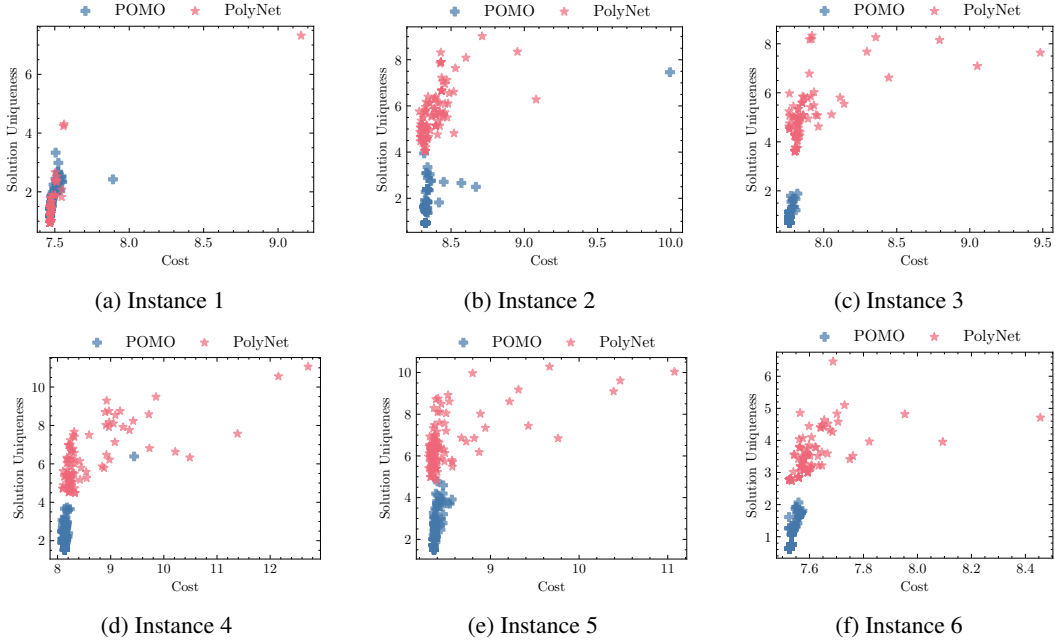 POMO PolyNet POMO PolyNet POMO PolyNet
Solution Uniqueness
6
4
2
7.5 8.0 8.5 9.0
Cost
(a) Instance 1
Solution Uniqueness
8
6
4
2
8.5 9.0 9.5 10.0
Cost
(b) Instance 2
Solution Uniqueness
8
6
4
2
8.0 8.5 9.0 9.5
Cost
(c) Instance 3
POMO PolyNet POMO PolyNet POMO PolyNet
Solution Uniqueness
10
8
6
4
2
8 9 10 11 12
Cost
(d) Instance 4
Solution Uniqueness
10
8
6
4
2
9 10 11
Cost
(e) Instance 5
Solution Uniqueness
6
5
4
3
2
1
7.6 7.8 8.0 8.2 8.4
Cost
(f) Instance 6